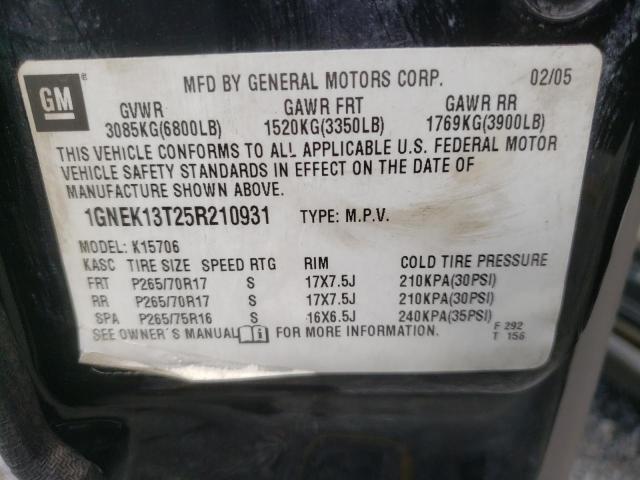 GM ®
MFD BY GENERAL MOTORS CORP. 02/05
GVWR GAWR FRT GAWR RR
3085KG(6800LB) 1520KG(3350LB) 1769KG(3900LB)
THIS VEHICLE CONFORMS TO ALL APPLICABLE U.S. FEDERAL MOTOR
VEHICLE SAFETY STANDARDS IN EFFECT ON THE DATE OF
MANUFACTURE SHOWN ABOVE.
1GNEK13T25R210931 TYPE: M.P.V.
MODEL: K15706
KASC TIRE SIZE SPEED RTG RIM COLD TIRE PRESSURE
FRT P265/70R17 S 17X7.5J 210KPA(30PSI)
RR P265/70R17 S 17X7.5J 210KPA(30PSI)
SPA P265/75R16 S 16X6.5J 240KPA(35PSI)
SEE OWNER'S MANUAL i FOR MORE INFORMATION.
F 292
T 156